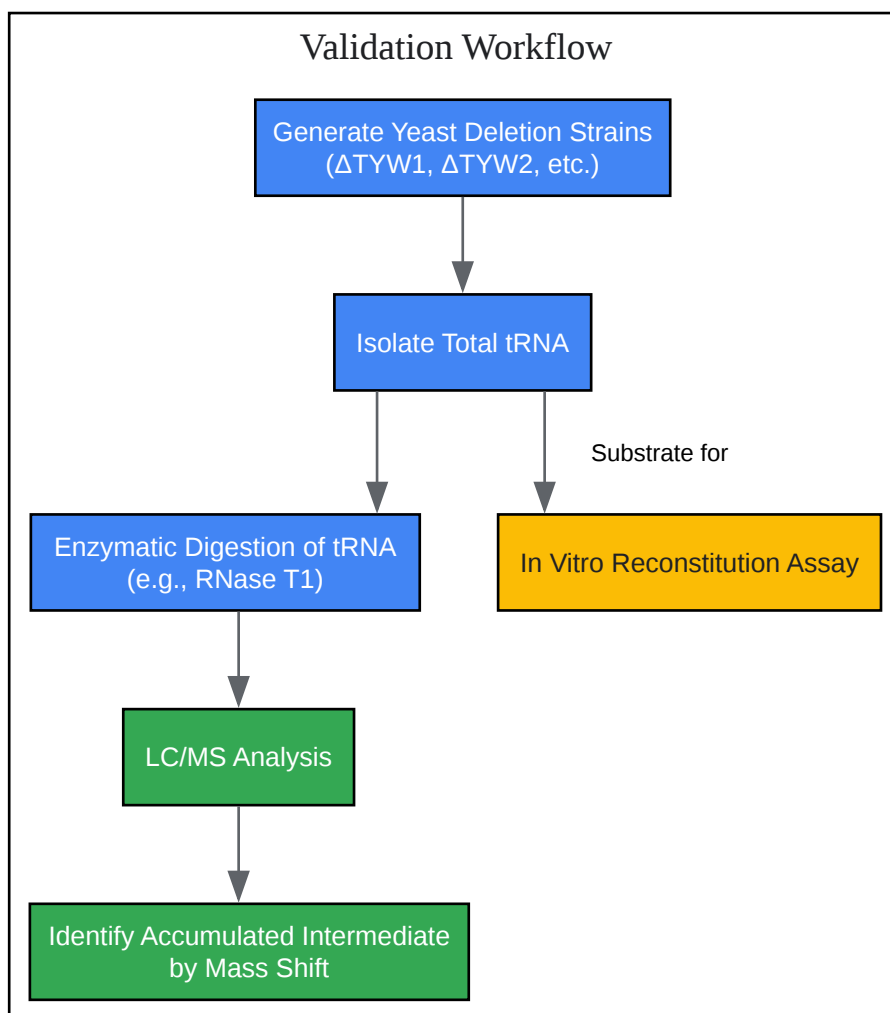 Validation Workflow
Generate Yeast Deletion Strains
(ΔTYW1, ΔTYW2, etc.)
Isolate Total tRNA
Substrate for
Enzymatic Digestion of tRNA
(e.g., RNase T1)
In Vitro Reconstitution Assay
LC/MS Analysis
Identify Accumulated Intermediate
by Mass Shift